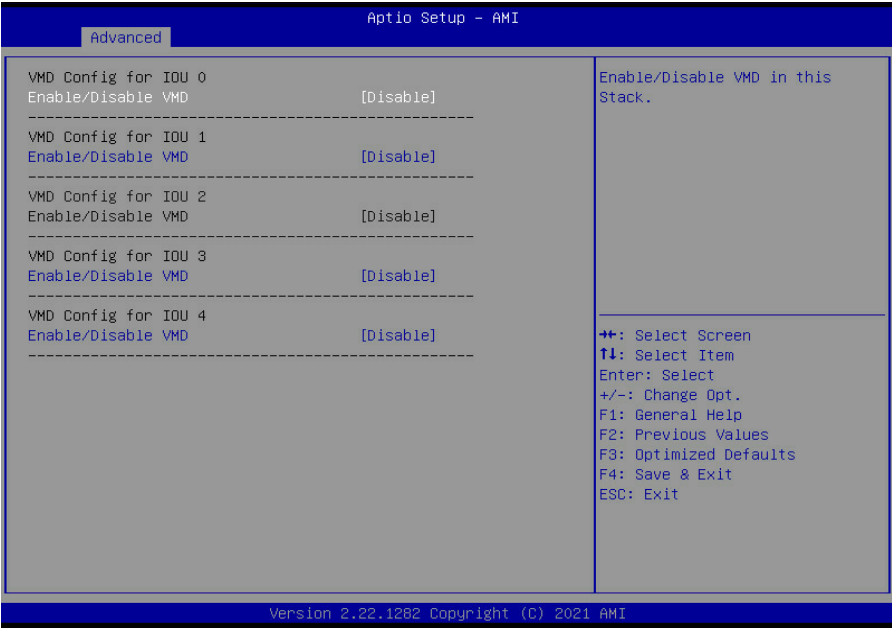 Aptio Setup – AMI
Advanced
VMD Config for IOU 0
Enable/Disable VMD [Disable]
------------------------------------------------
VMD Config for IOU 1
Enable/Disable VMD [Disable]
------------------------------------------------
VMD Config for IOU 2
Enable/Disable VMD [Disable]
------------------------------------------------
VMD Config for IOU 3
Enable/Disable VMD [Disable]
------------------------------------------------
VMD Config for IOU 4
Enable/Disable VMD [Disable]
------------------------------------------------
Enable/Disable VMD in this
Stack.
→←: Select Screen
↑↓: Select Item
Enter: Select
+/-: Change Opt.
F1: General Help
F2: Previous Values
F3: Optimized Defaults
F4: Save & Exit
ESC: Exit
Version 2.22.1282 Copyright (C) 2021 AMI